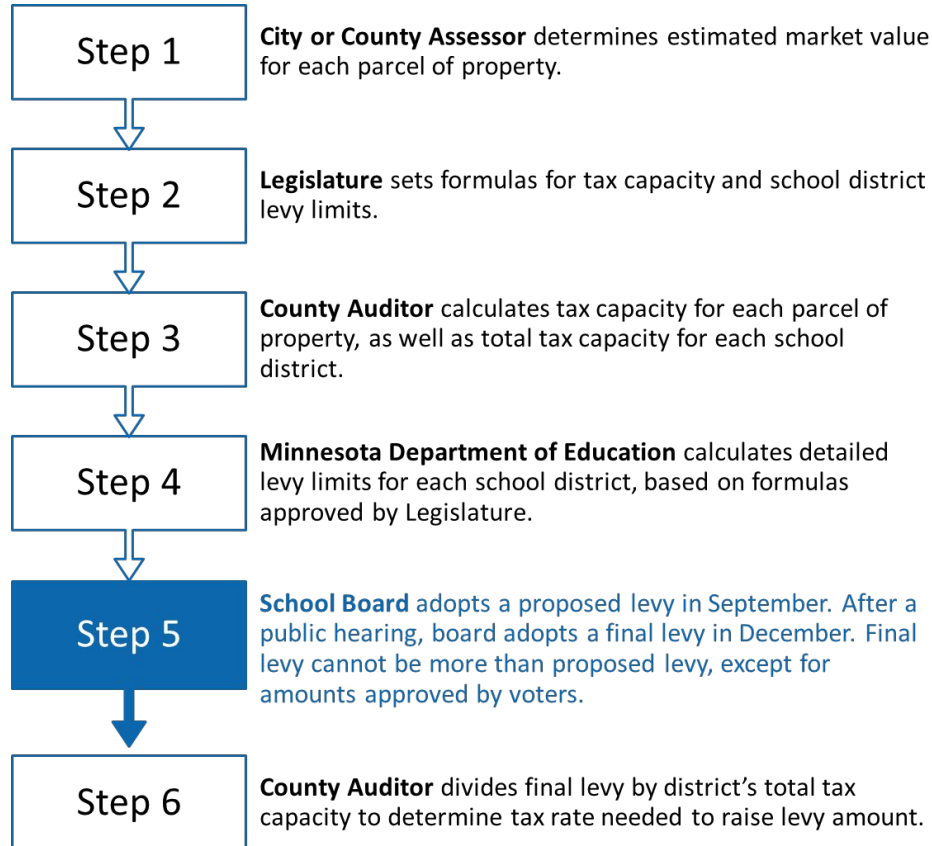 Step 1
City or County Assessor determines estimated market value
for each parcel of property.
Step 2
Legislature sets formulas for tax capacity and school district
levy limits.
Step 3
County Auditor calculates tax capacity for each parcel of
property, as well as total tax capacity for each school
district.
Step 4
Minnesota Department of Education calculates detailed
levy limits for each school district, based on formulas
approved by Legislature.
Step 5
School Board adopts a proposed levy in September. After a
public hearing, board adopts a final levy in December. Final
levy cannot be more than proposed levy, except for
amounts approved by voters.
Step 6
County Auditor divides final levy by district’s total tax
capacity to determine tax rate needed to raise levy amount.